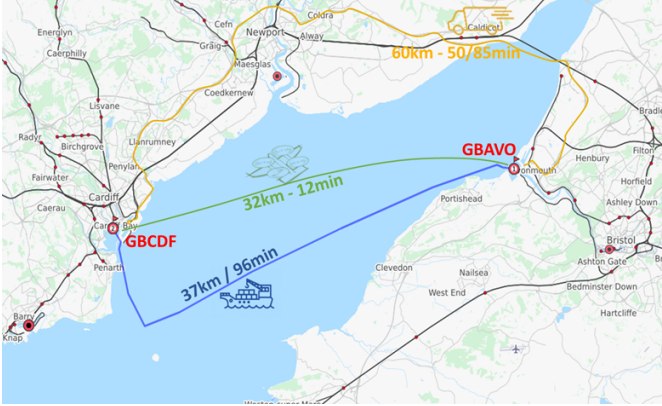 Coldra
Cefn
Energlyn
Newport
Caldicot
Caerphilly
Graig
Alway
60km - 50/85min
Maesglas
Coedkernew
Lisvane
Radyr
Birchgrove
Llanrumney
GBAVO
Henbury
Filton
Fairwater
Penylan
onmouth
Horfield
Cardiff
32km - 12min
Portishead
Ashley Down
Caerau
GBCDF
Bristol
Penarth
37km / 96min
Clevedon
Ashton Gate
Nailsea
Bedminster Down
West End
Barry
Hartcliffe
Knap